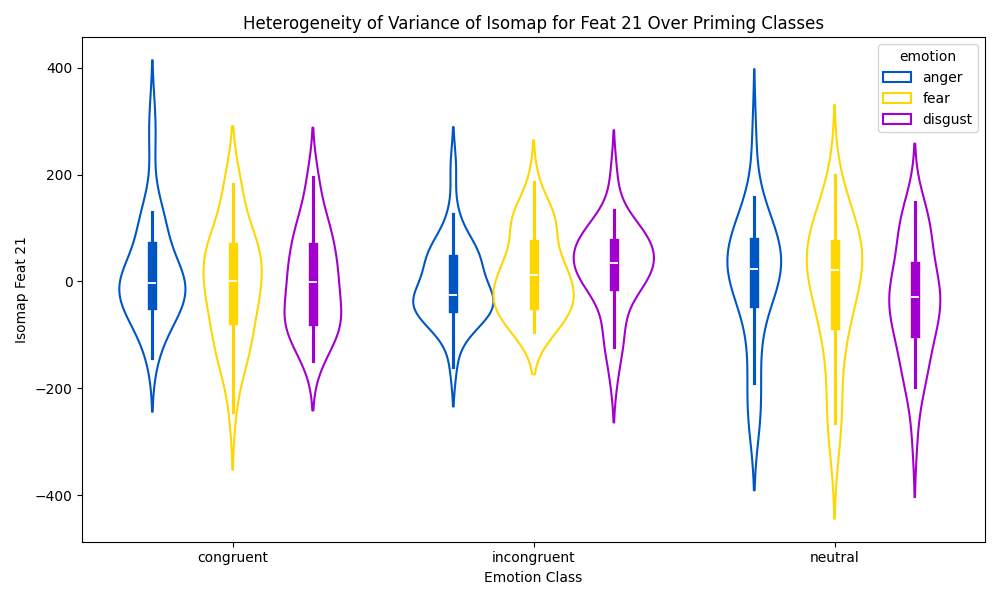 Heterogeneity of Variance of Isomap for Feat 21 Over Priming Classes
emotion
anger
fear
disgust
Isomap Feat 21
400
200
0
−200
−400
congruent
incongruent
neutral
Emotion Class